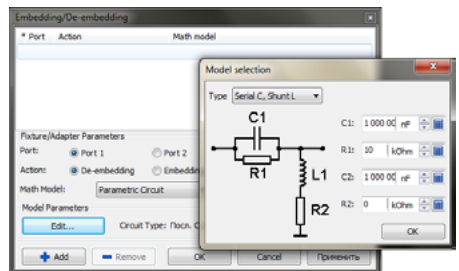 Embedding/De-embedding
* Port Action Math model
Model selection
Type Serial C, Shunt L
C1
R1
L1
R2
C1: 1 000 00 nF
R1: 10 kOhm
C2: 1 000 00 nF
R2: 0 kOhm
OK
Fixture/Adapter Parameters
Port: Port 1 Port 2
Action: De-embedding Embeddin
Math Model: Parametric Circuit
Model Parameters
Edit... Circuit Type: Посл. C
Add Remove OK Cancel Применить